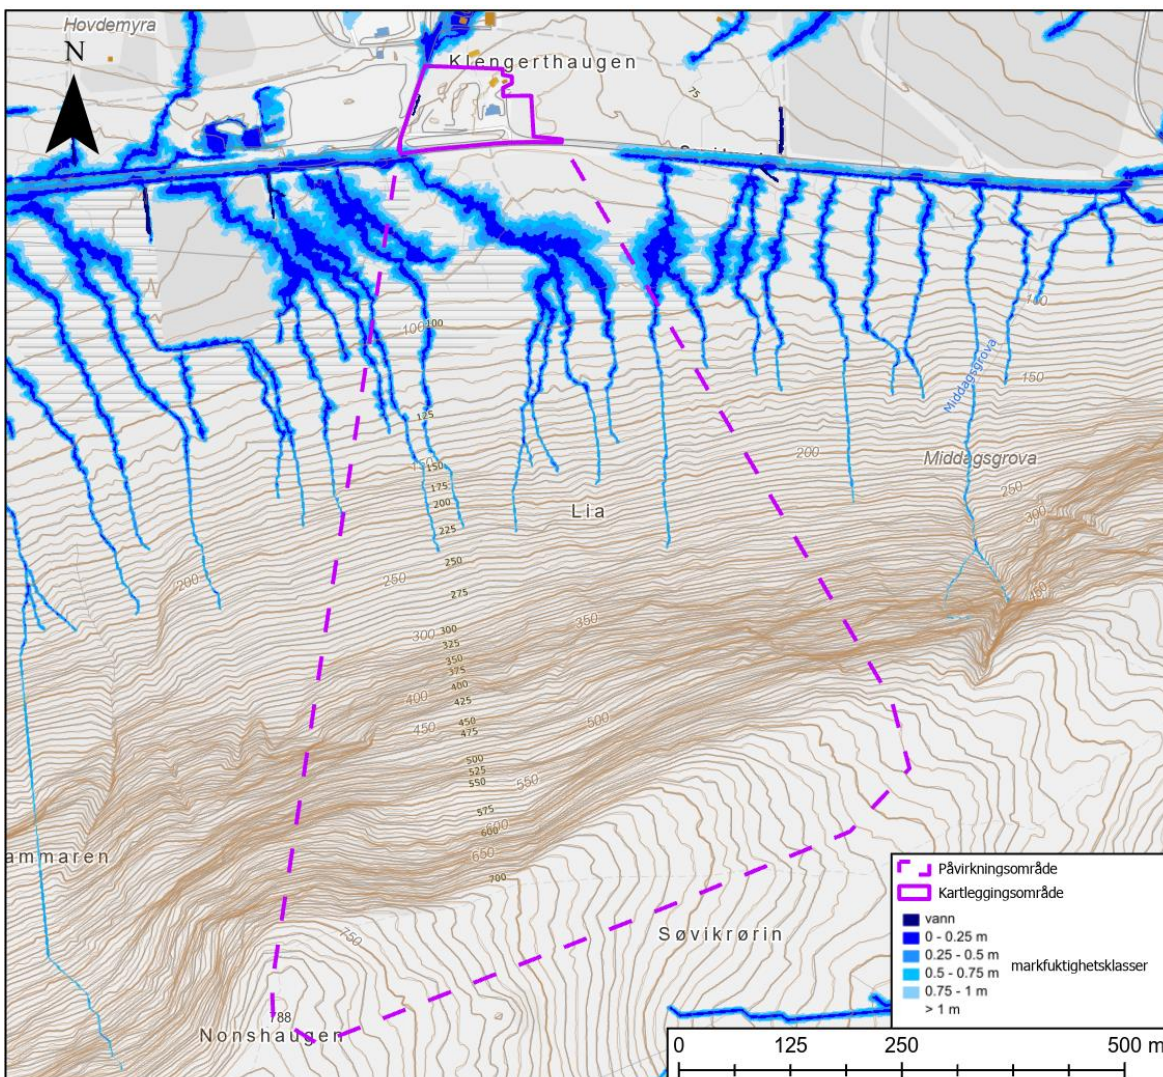 Hovdemyra
N
Klengerthaugen
75
100
100
100
Middagsgrova
150
125
150
150
175
200
225
200
Middagsgrova
250
300
Lia
250
200
250
275
300
300
325
350
350
375
400
400
425
450
450
475
500
500
525
550
550
575
600
650
700
ammaren
750
Søvikrørin
788
Nonshaugen
Påvirkningsområde
Kartleggingsområde
vann
0 - 0.25 m
0.25 - 0.5 m
0.5 - 0.75 m
markfuktighetsklasser
0.75 - 1 m
> 1 m
0 125 250 500 m